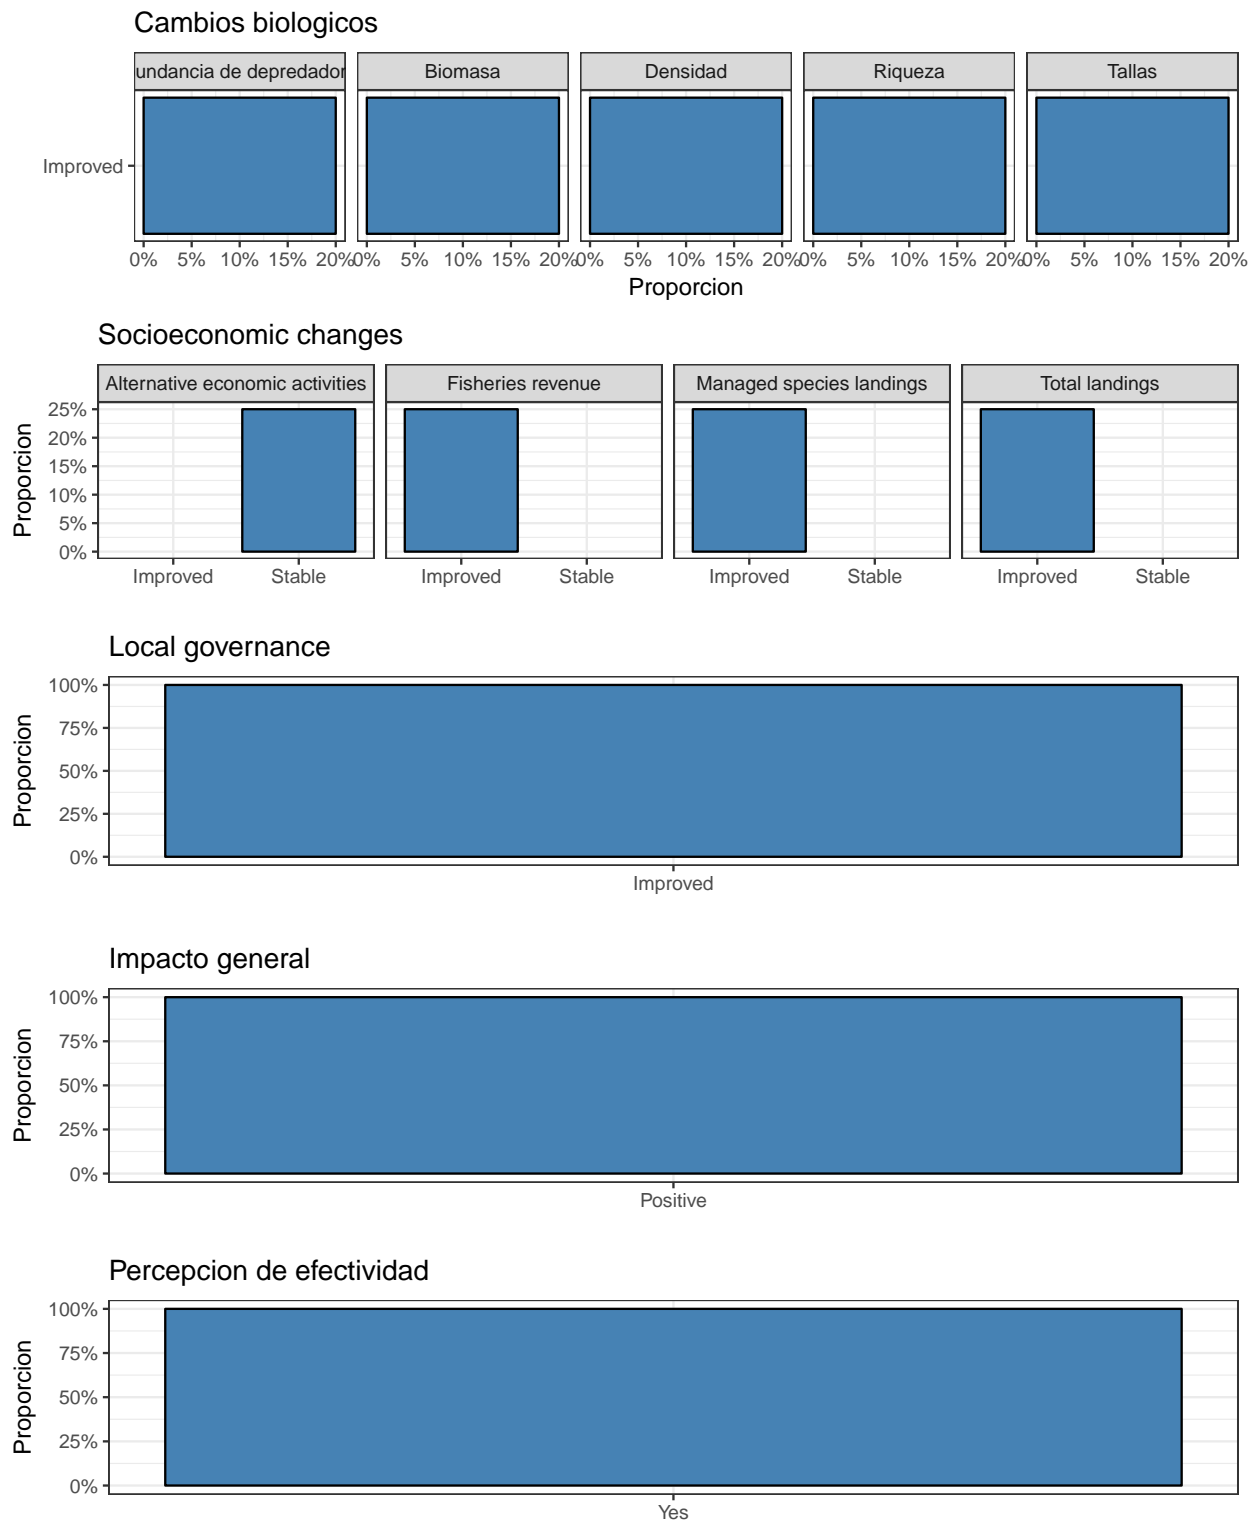 Cambios biologicos
undancia de depredador Biomasa Densidad Riqueza Tallas
Improved
0% 5% 10% 15% 20% 0% 5% 10% 15% 20% 0% 5% 10% 15% 20% 0% 5% 10% 15% 20% 0% 5% 10% 15% 20%
Proporcion
Socioeconomic changes
Alternative economic activities Fisheries revenue Managed species landings Total landings
25%
20%
15%
10%
5%
0%
Proporcion
Improved Stable Improved Stable Improved Stable Improved Stable
Local governance
100%
75%
50%
25%
0%
Proporcion
Improved
Impacto general
100%
75%
50%
25%
0%
Proporcion
Positive
Percepcion de efectividad
100%
75%
50%
25%
0%
Proporcion
Yes